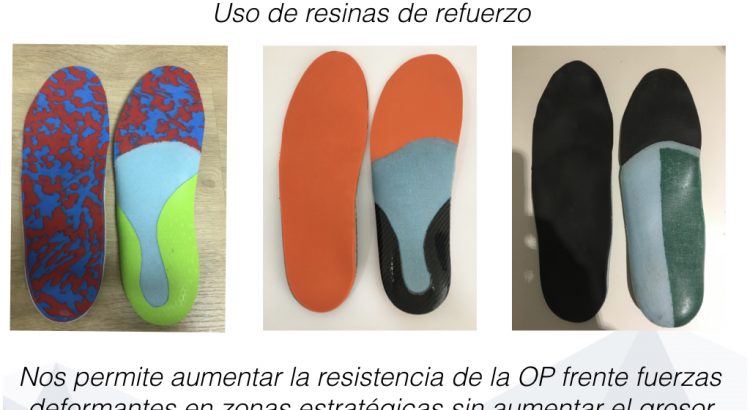 Uso de resinas de refuerzo
Nos permite aumentar la resistencia de la OP frente fuerzas
deformantes en zonas estratégicas sin aumentar el grosor